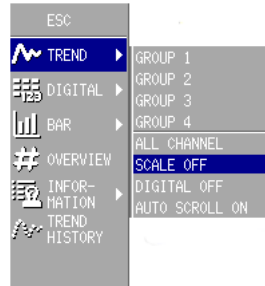 ESC
TREND
DIGITAL
123
BAR
OVERVIEW
INFOR-
MATION
TREND
HISTORY
GROUP 1
GROUP 2
GROUP 3
GROUP 4
ALL CHANNEL
SCALE OFF
DIGITAL OFF
AUTO SCROLL ON